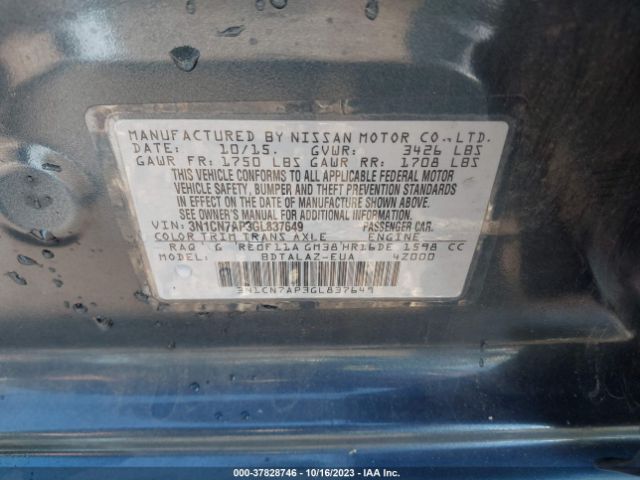 MANUFACTURED BY NISSAN MOTOR CO., LTD.
DATE: 10/15. GVWR: 3426 LBS
GAWR FR: 1750 LBS GAWR RR: 1708 LBS
THIS VEHICLE CONFORMS TO ALL APPLICABLE FEDERAL MOTOR
VEHICLE SAFETY, BUMPER AND THEFT PREVENTION STANDARDS
IN EFFECT ON THE DATE OF MANUFACTURE SHOWN ABOVE.
SEE OWNER'S MANUAL FOR ADDITIONAL INFORMATION.
VIN: 3N1CN7AP3GL837649 PASSENGER CAR.
COLOR TRIM TRANS AXLE ENGINE
RAQ G RE0F11A GM38 HR16DE 1598 CC
MODEL: BDTALAZ-EUA 4Z000
3N1CN7AP3GL837649
000-37828746 | 10/16/2023 | IAA Inc.